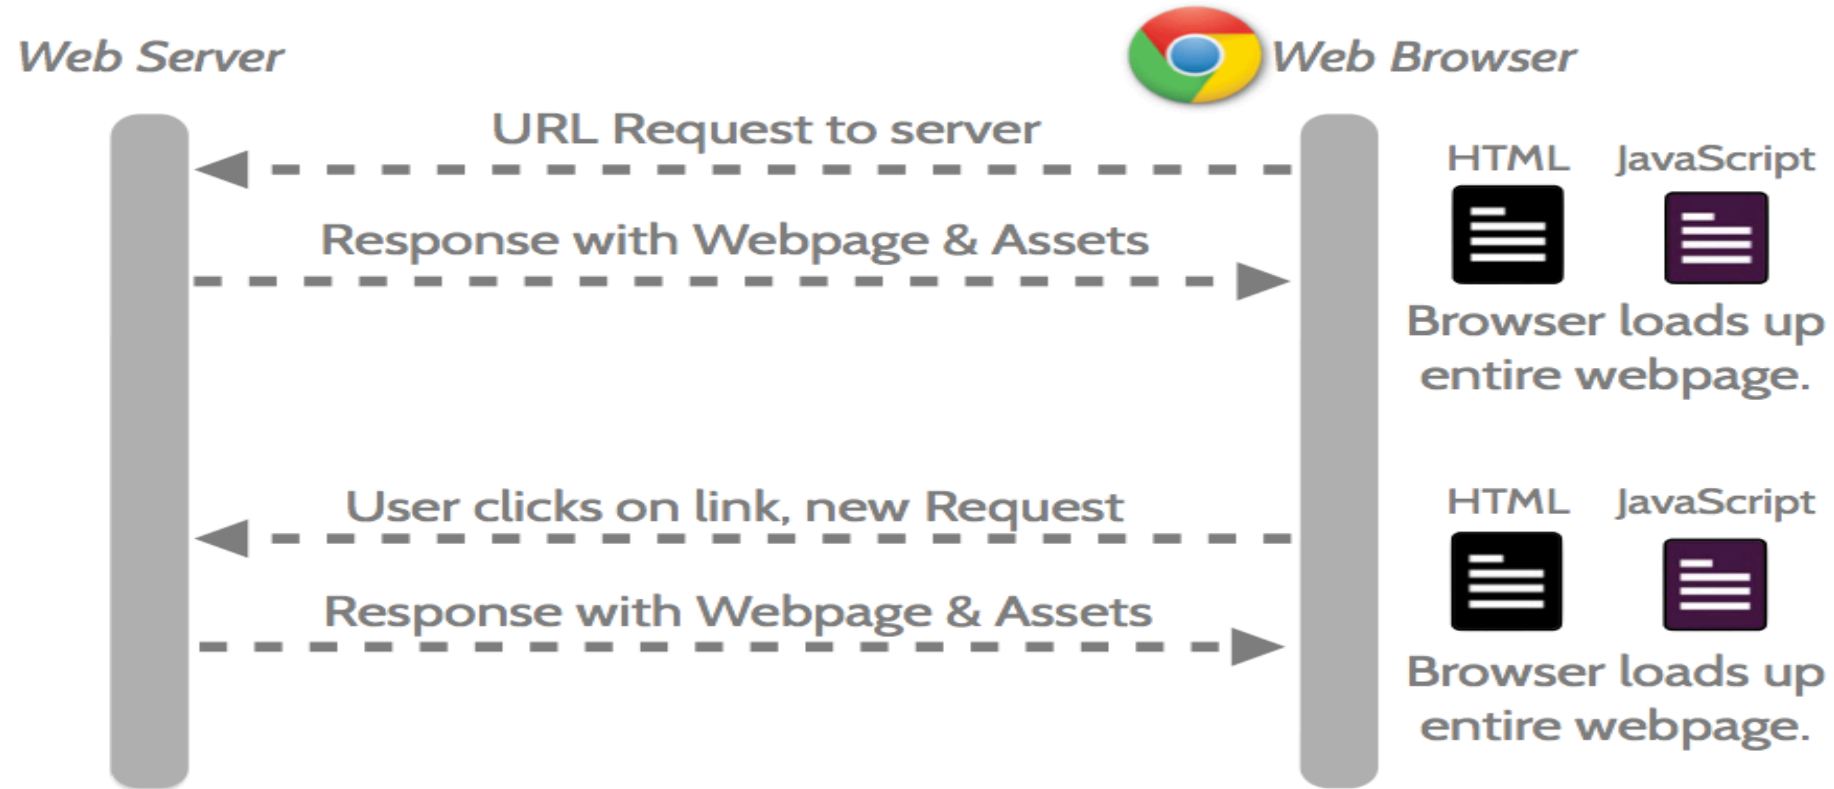 Web Server
Web Browser
URL Request to server
HTML
JavaScript
Response with Webpage & Assets
Browser loads up
entire webpage.
User clicks on link, new Request
HTML
JavaScript
Response with Webpage & Assets
Browser loads up
entire webpage.